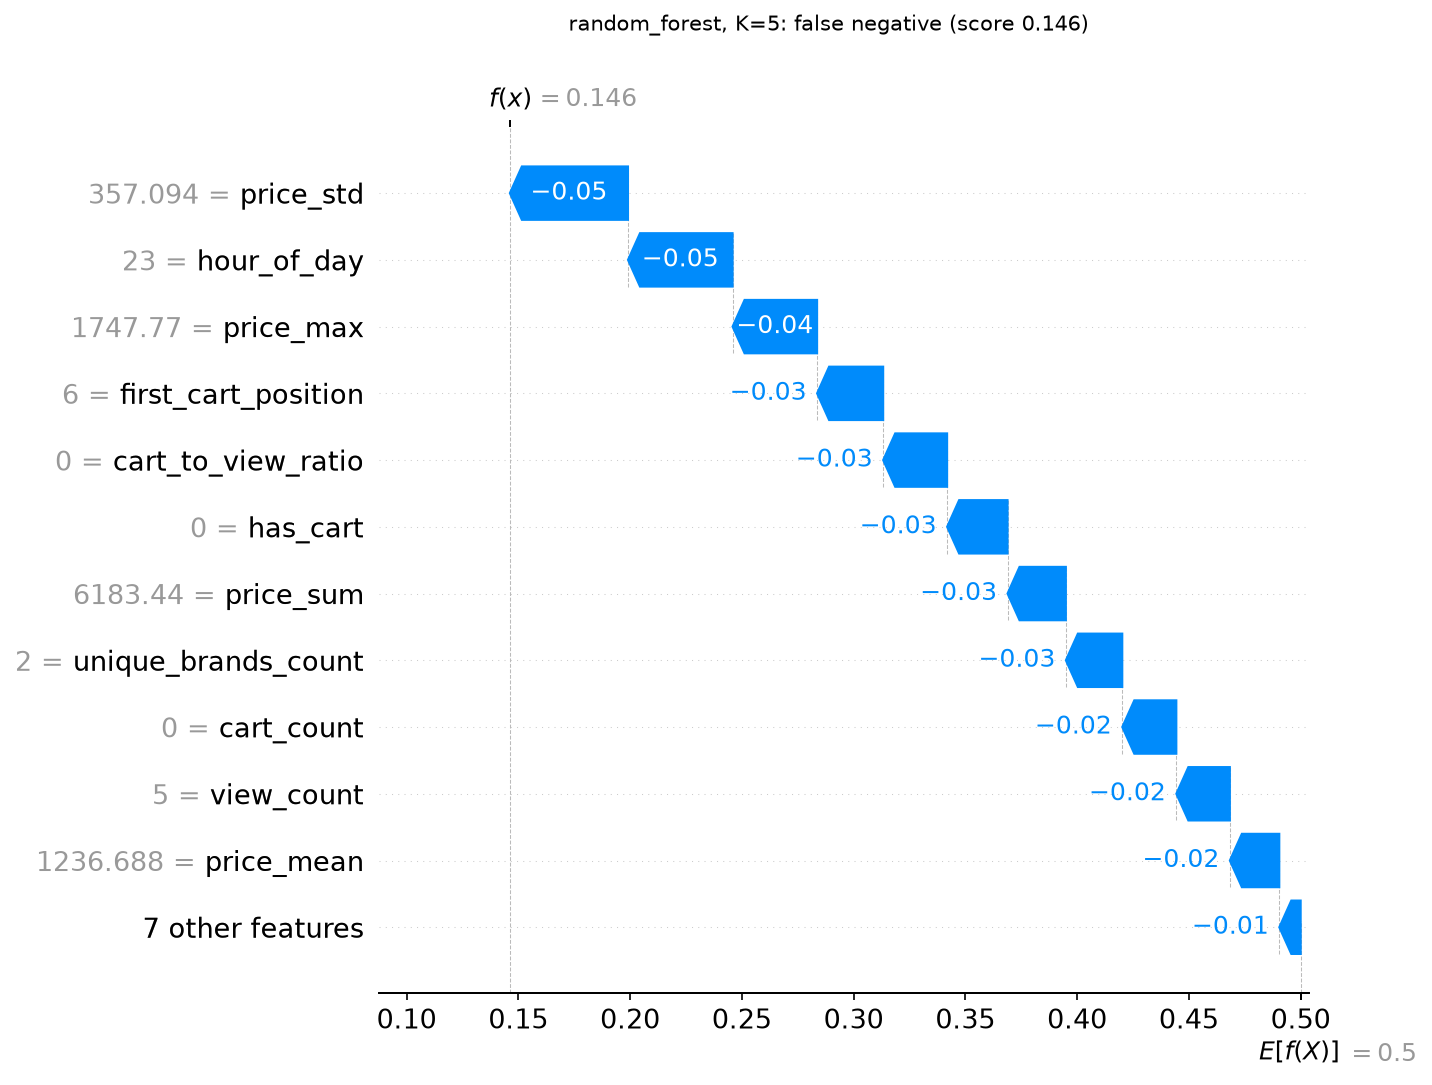 random_forest, K=5: false negative (score 0.146)
f(x) = 0.146
357.094 = price_std
−0.05
23 = hour_of_day
−0.05
1747.77 = price_max
−0.04
6 = first_cart_position
−0.03
0 = cart_to_view_ratio
−0.03
0 = has_cart
−0.03
6183.44 = price_sum
−0.03
2 = unique_brands_count
−0.03
0 = cart_count
−0.02
5 = view_count
−0.02
1236.688 = price_mean
−0.02
7 other features
−0.01
0.10 0.15 0.20 0.25 0.30 0.35 0.40 0.45 0.50
E[f(X)] = 0.5